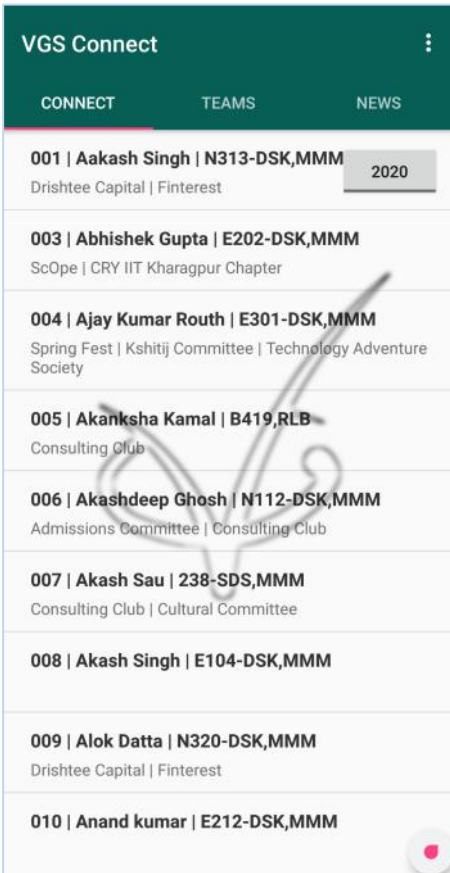 VGS Connect
CONNECT TEAMS NEWS
001 | Aakash Singh | N313-DSK,MMM
2020
Drishtee Capital | Finterest
003 | Abhishek Gupta | E202-DSK,MMM
ScOpe | CRY IIT Kharagpur Chapter
004 | Ajay Kumar Routh | E301-DSK,MMM
Spring Fest | Kshitij Committee | Technology Adventure
Society
005 | Akanksha Kamal | B419,RLB
Consulting Club
006 | Akashdeep Ghosh | N112-DSK,MMM
Admissions Committee | Consulting Club
007 | Akash Sau | 238-SDS,MMM
Consulting Club | Cultural Committee
008 | Akash Singh | E104-DSK,MMM
009 | Alok Datta | N320-DSK,MMM
Drishtee Capital | Finterest
010 | Anand kumar | E212-DSK,MMM